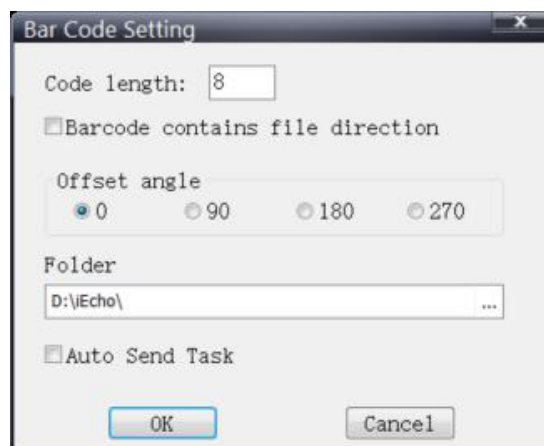 Bar Code Setting
Code length: 8
Barcode contains file direction
Offset angle
0 90 180 270
Folder
D:\iEcho\ ...
Auto Send Task
OK Cancel